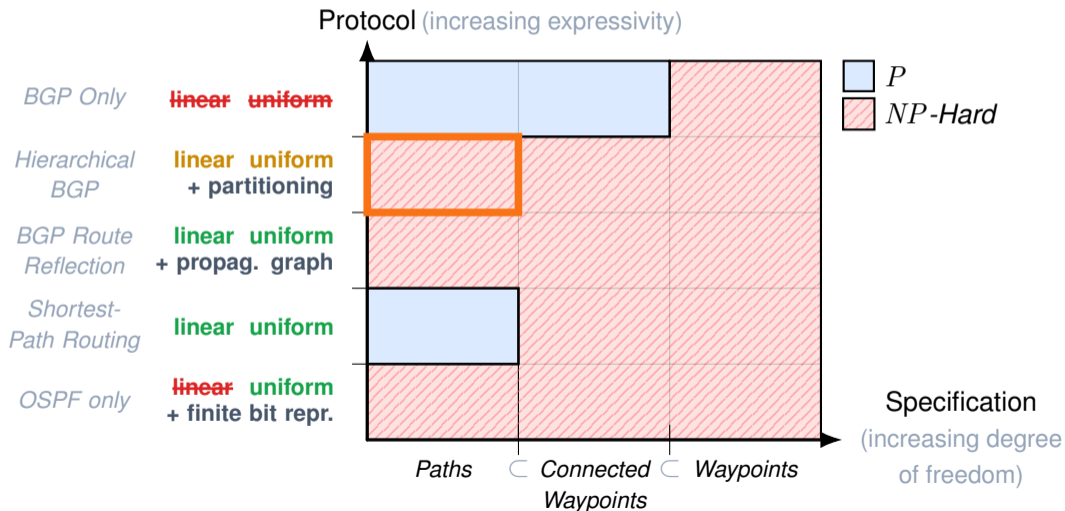 Protocol (increasing expressivity)
BGP Only
linear uniform
Hierarchical
BGP
linear uniform
+ partitioning
BGP Route
Reflection
linear uniform
+ propag. graph
Shortest-
Path Routing
linear uniform
OSPF only
linear uniform
+ finite bit repr.
P
NP-Hard
Specification
(increasing degree
of freedom)
Paths ⊂ Connected ⊂ Waypoints
Waypoints